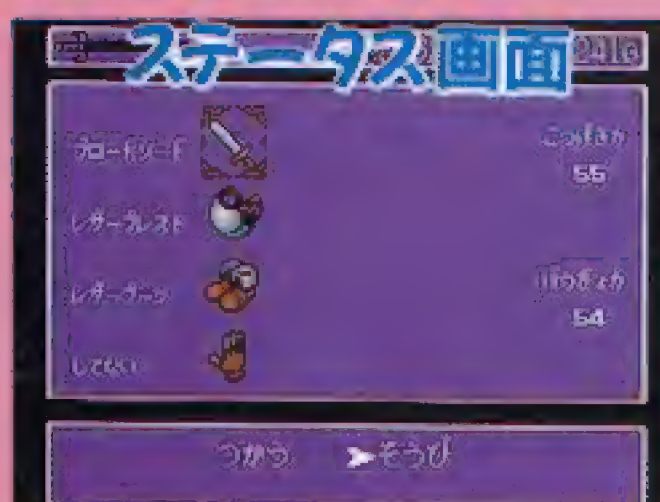 ステータス画面
241G
ブロードソード
こうげきりょく
55
レザーブレスト
レザーブーツ
ぼうぎょりょく
54
してない
つかう ➤そうび